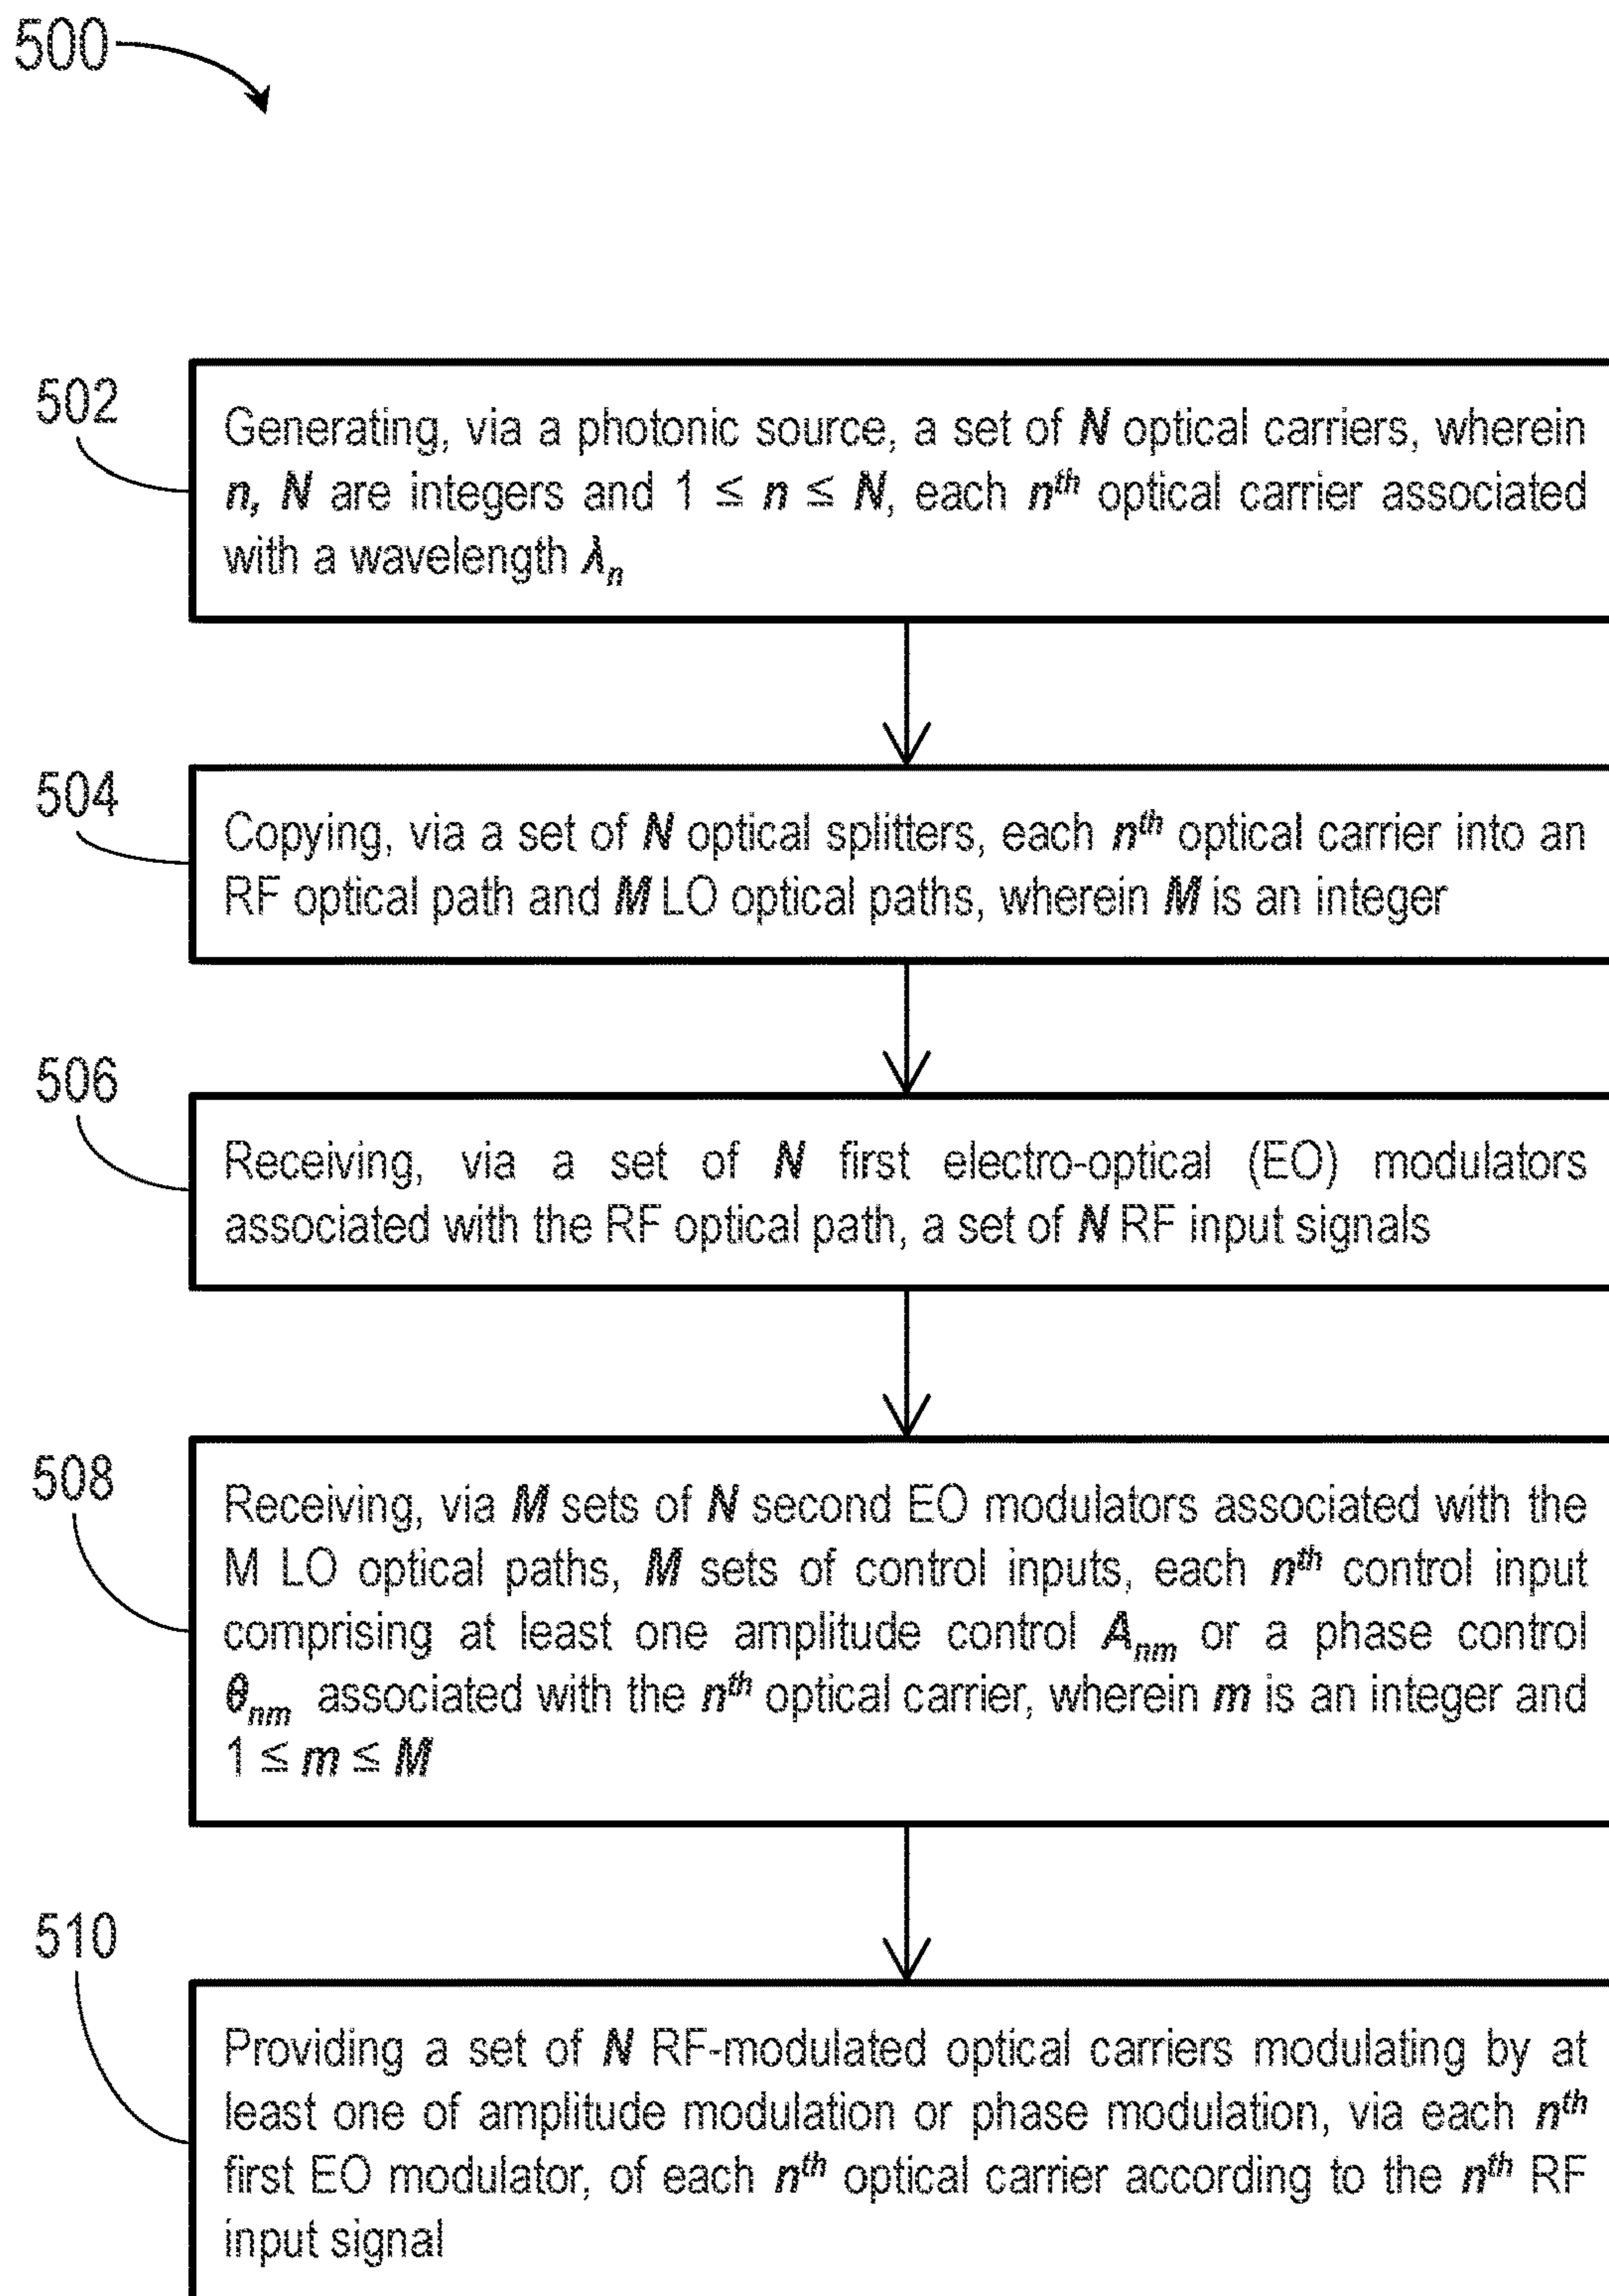 500
502
Generating, via a photonic source, a set of N optical carriers, wherein
n, N are integers and 1 ≤ n ≤ N, each nth optical carrier associated
with a wavelength λn
504
Copying, via a set of N optical splitters, each nth optical carrier into an
RF optical path and M LO optical paths, wherein M is an integer
506
Receiving, via a set of N first electro-optical (EO) modulators
associated with the RF optical path, a set of N RF input signals
508
Receiving, via M sets of N second EO modulators associated with the
M LO optical paths, M sets of control inputs, each nth control input
comprising at least one amplitude control Anm or a phase control
θnm associated with the nth optical carrier, wherein m is an integer and
1 ≤ m ≤ M
510
Providing a set of N RF-modulated optical carriers modulating by at
least one of amplitude modulation or phase modulation, via each nth
first EO modulator, of each nth optical carrier according to the nth RF
input signal